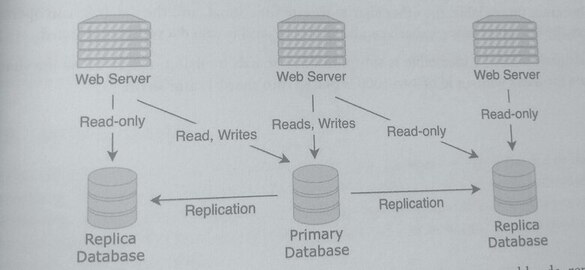 Web Server
Web Server
Web Server
Read-only
Read, Writes
Reads, Writes
Read-only
Read-only
Replication
Replication
Replica
Database
Primary
Database
Replica
Database